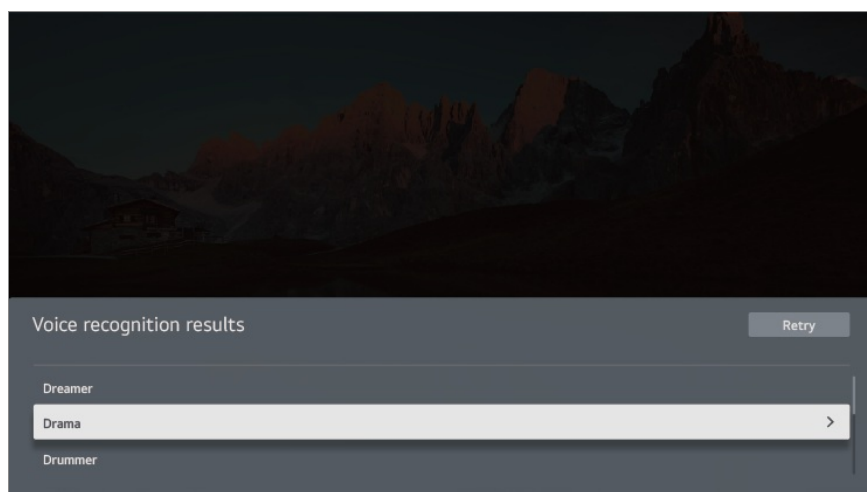 Voice recognition results
Retry
Dreamer
Drama
Drummer